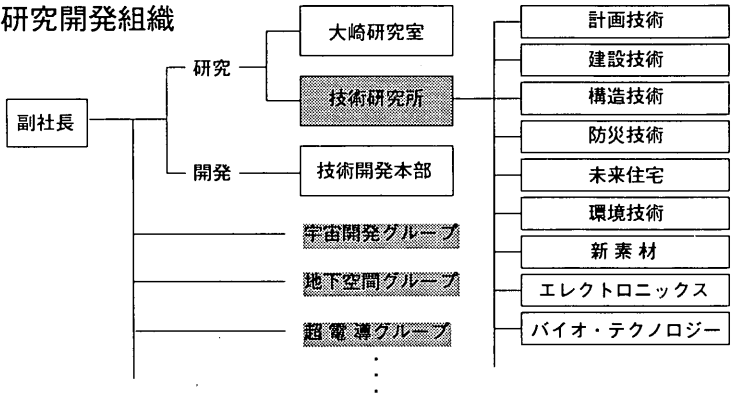 研究開発組織
副社長
研究
開発
大崎研究室
技術研究所
技術開発本部
宇宙開発グループ
地下空間グループ
超電導グループ
計画技術
建設技術
構造技術
防災技術
未来住宅
環境技術
新素材
エレクトロニックス
バイオ・テクノロジー